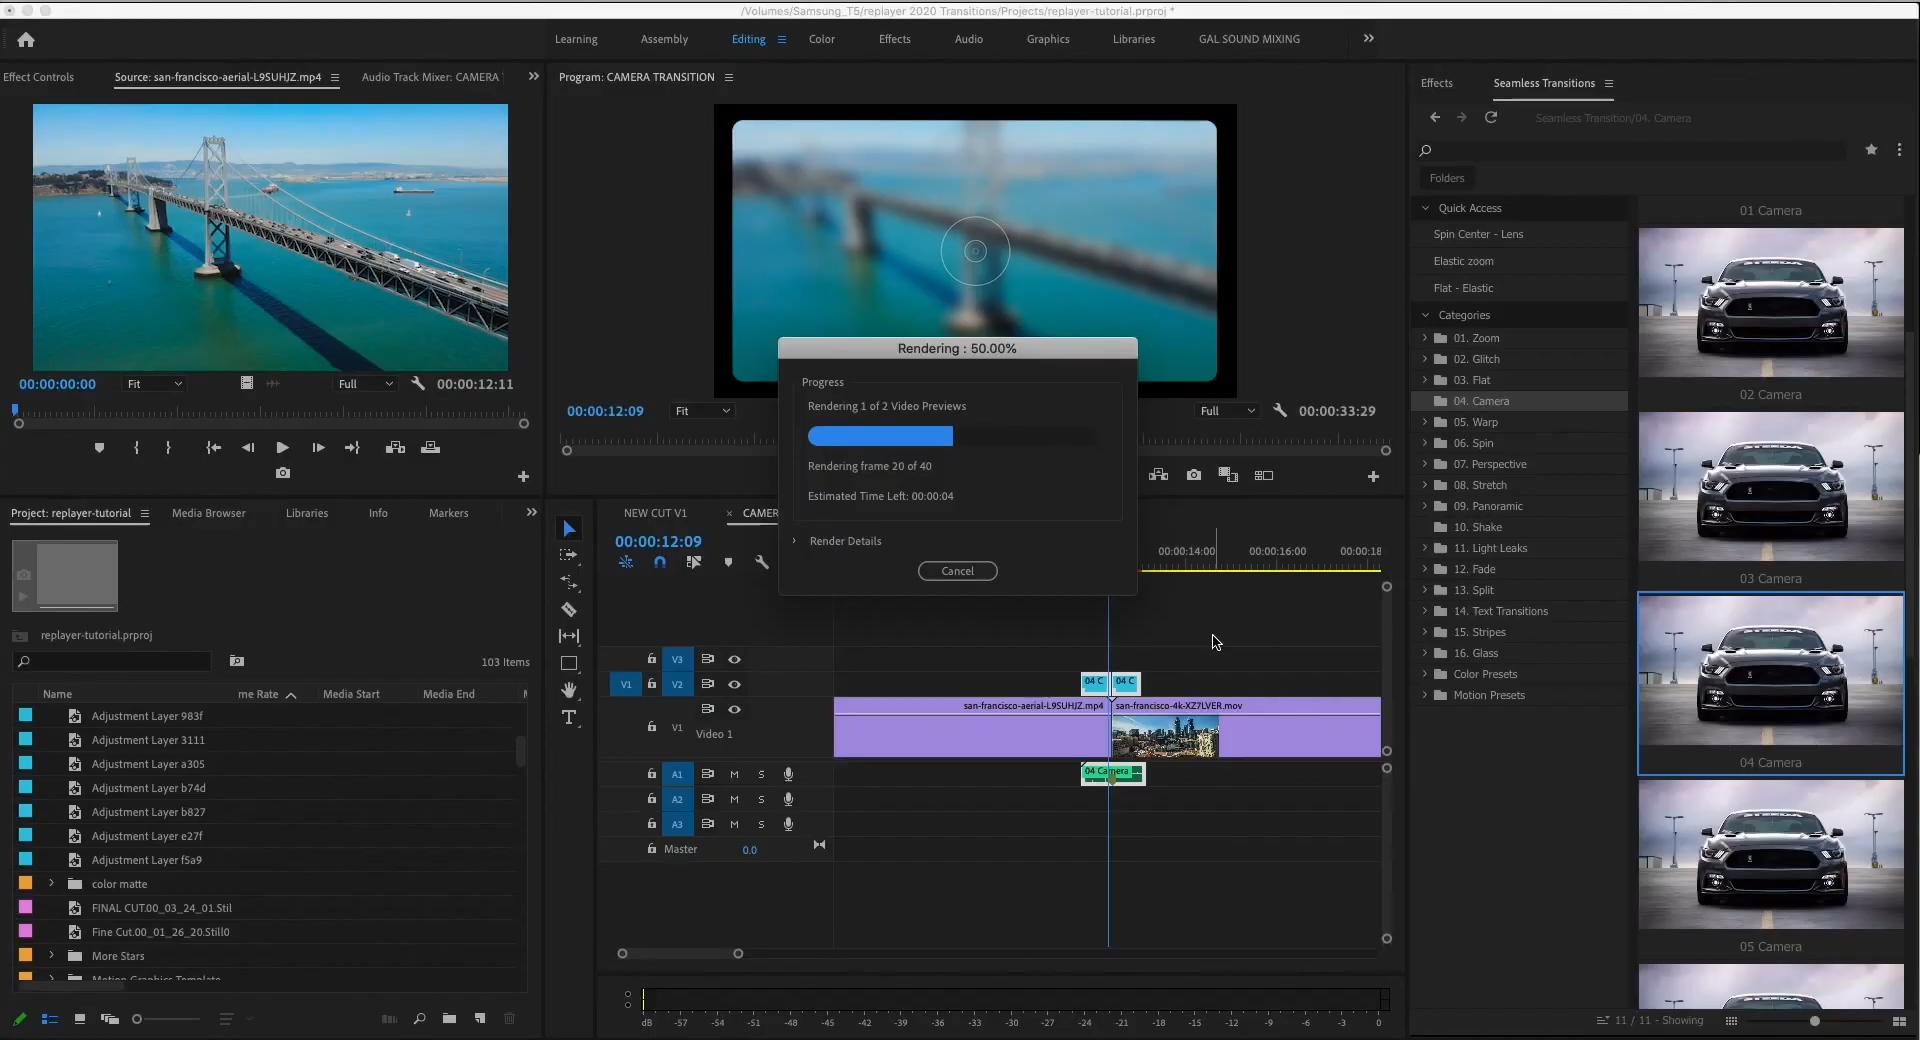 /Volumes/Samsung_T5/replayer 2020 Transitions/Projects/replayer-tutorial.prproj *
Learning
Assembly
Editing
Color
Effects
Audio
Graphics
Libraries
GAL SOUND MIXING
Effect Controls
Source: san-francisco-aerial-L9SUHJZ.mp4
Audio Track Mixer: CAMERA
Program: CAMERA TRANSITION
Effects
Seamless Transitions
Seamless Transition/04. Camera
Folders
Quick Access
Spin Center - Lens
Elastic zoom
Flat - Elastic
Categories
01. Zoom
02. Glitch
03. Flat
04. Camera
05. Warp
06. Spin
07. Perspective
08. Stretch
09. Panoramic
10. Shake
11. Light Leaks
12. Fade
13. Split
14. Text Transitions
15. Stripes
16. Glass
Color Presets
Motion Presets
01 Camera
02 Camera
03 Camera
04 Camera
05 Camera
11 / 11 - Showing
00:00:00:00
Fit
Full
00:00:12:11
00:00:12:09
Fit
Full
00:00:33:29
Rendering : 50.00%
Progress
Rendering 1 of 2 Video Previews
Rendering frame 20 of 40
Estimated Time Left: 00:00:04
Render Details
Cancel
Project: replayer-tutorial
Media Browser
Libraries
Info
Markers
replayer-tutorial.prproj
103 Items
Name
me Rate
Media Start
Media End
Adjustment Layer 983f
Adjustment Layer 3111
Adjustment Layer a305
Adjustment Layer b74d
Adjustment Layer b827
Adjustment Layer e27f
Adjustment Layer f5a9
color matte
FINAL CUT.00_03_24_01.Stil
Fine Cut.00_01_26_20.Still0
More Stars
Motion Graphics Template
NEW CUT V1
× CAMER
00:00:12:09
00:00:14:00
00:00:16:00
00:00:18
V3
V1
V2
04 C
04 C
san-francisco-aerial-L9SUHJZ.mp4
san-francisco-4k-XZ7LVER.mov
V1
Video 1
A1
M
S
04 Camera
A2
M
S
A3
M
S
Master
0.0
dB
-57
-54
-51
-48
-45
-42
-39
-36
-33
-30
-27
-24
-21
-18
-15
-12
-9
-6
-3
0